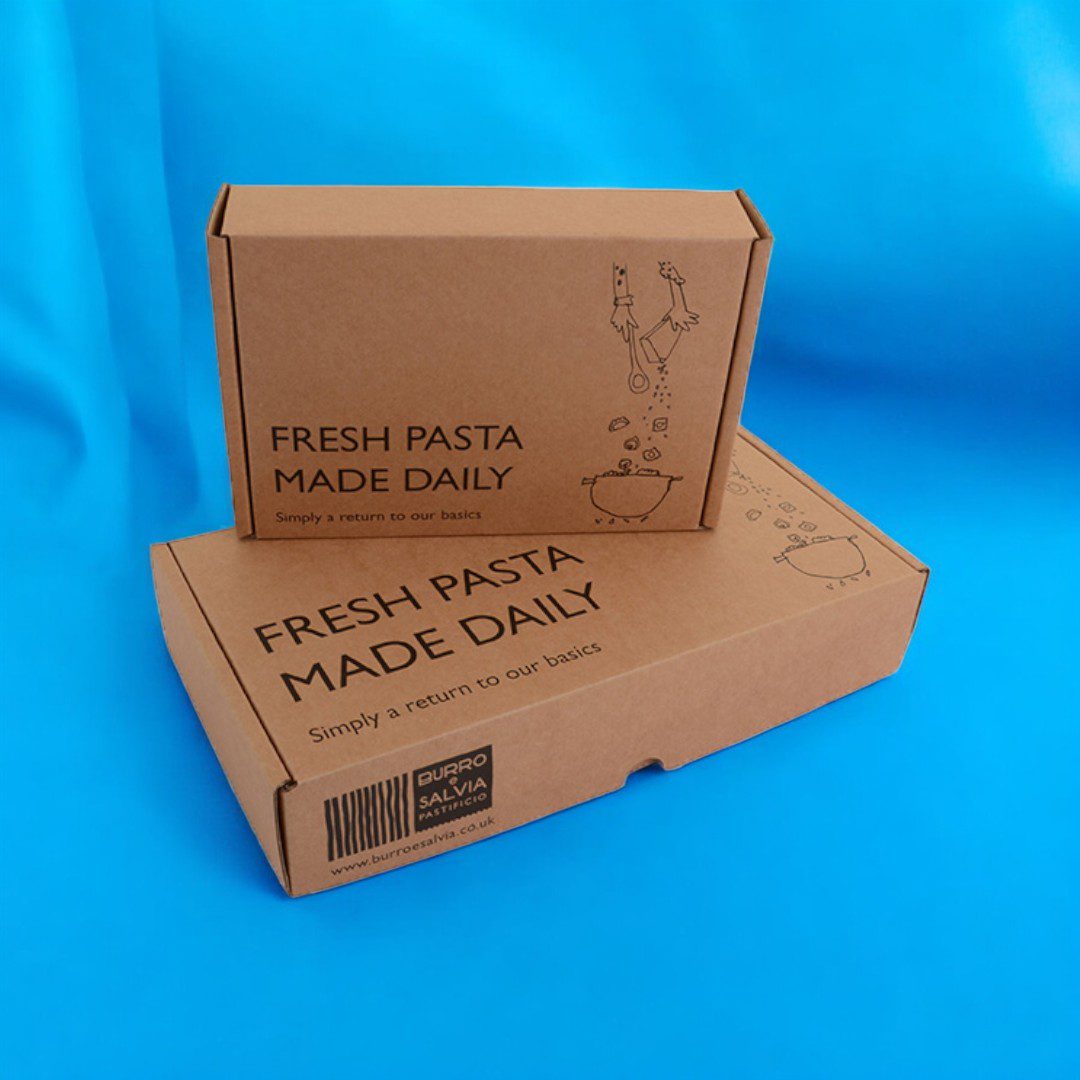 FRESH PASTA
MADE DAILY
Simply a return to our basics
FRESH PASTA
MADE DAILY
Simply a return to our basics
BURRO
e
SALVIA
PASTIFICIO
www.burroesalvia.co.uk